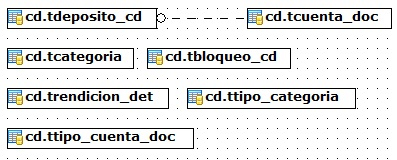 cd.tdeposito_cd cd.tcuenta_doc
cd.tcategoria cd.tbloqueo_cd
cd.trendicion_det cd.ttipo_categoria
cd.ttipo_cuenta_doc